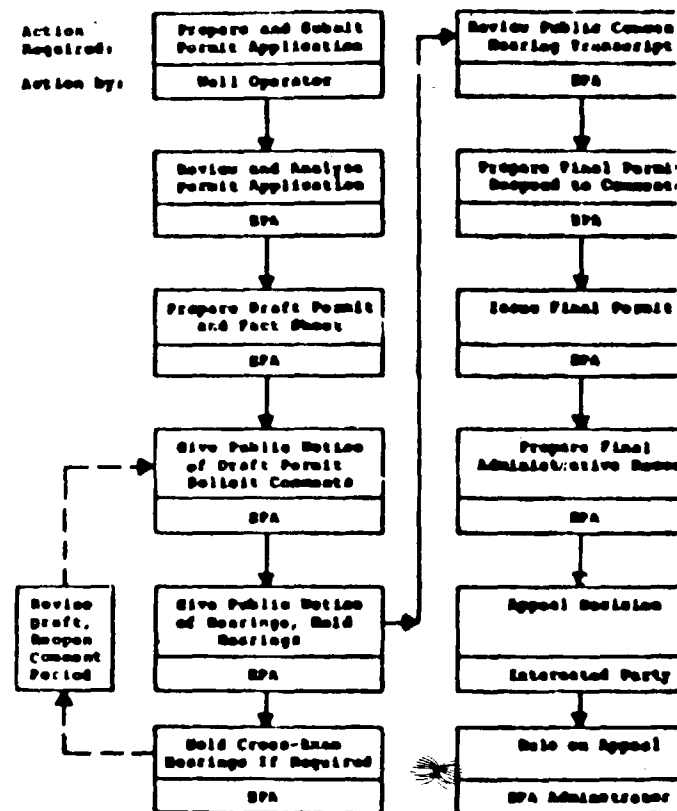 Action
Required:
Action by:
Prepare and Submit
Permit Application
Well Operator
Review and Analyze
Permit Application
EPA
Prepare Draft Permit
and Fact Sheet
EPA
Give Public Notice
of Draft Permit
Solicit Comments
EPA
Give Public Notice
of Hearings, Hold
Hearings
EPA
Hold Cross-Exam
Hearings If Required
EPA
Revise
Draft,
Reopen
Comment
Period
Review Public
Hearing Transcript
EPA
Prepare Final
Respond to Comments
EPA
Issue Final Permit
EPA
Prepare Final
Administrative
EPA
Appeal Decision
Interested Party
Rule on Appeal
EPA Administrator